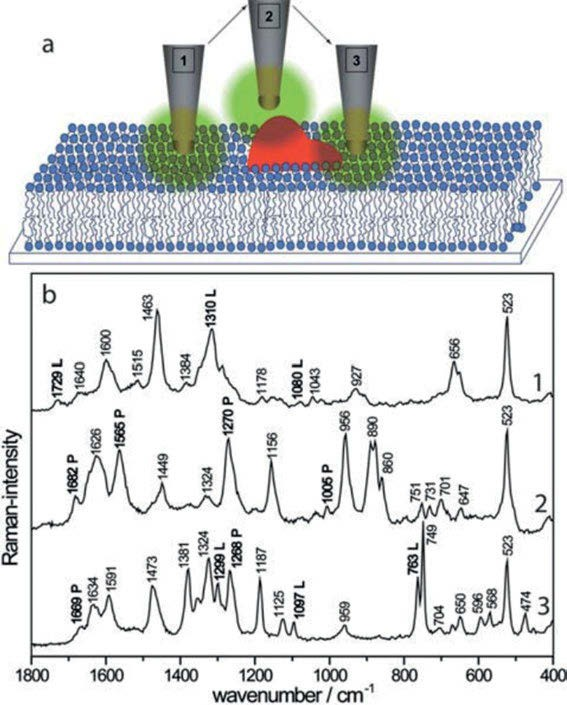 a
1
2
3
b
Raman-intensity
1729 L
1640
1600
1515
1463
1384
1310 L
1178
1080 L
1043
927
656
523
1
1682 P
1626
1565 P
1449
1324
1270 P
1156
1005 P
956
890
860
751
731
701
647
523
2
1669 P
1634
1591
1473
1381
1324
1299 L
1268 P
1187
1125
1097 L
959
763 L
749
704
650
596
568
523
474
3
1800 1600 1400 1200 1000 800 600 400
wavenumber / cm⁻¹